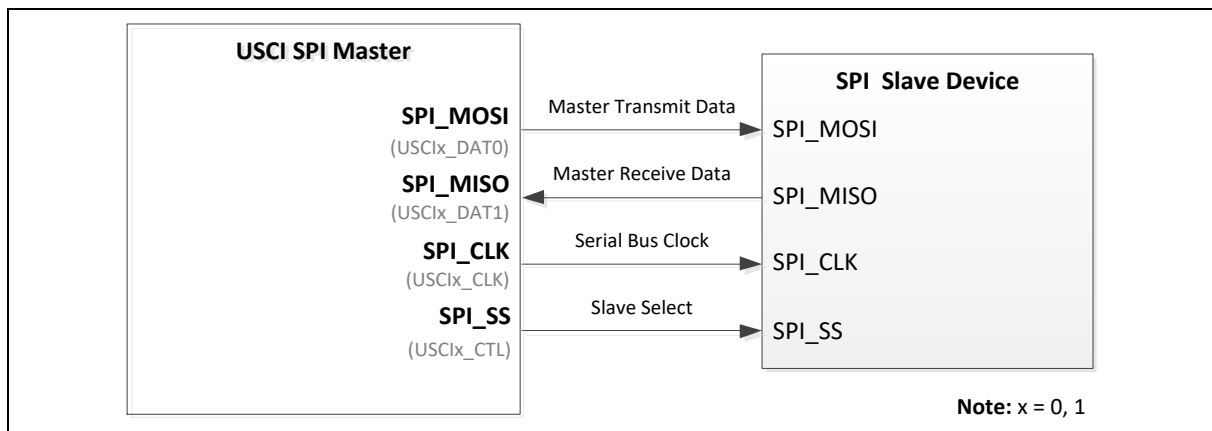 USCI SPI Master
SPI_MOSI
(USCIx_DAT0)
SPI_MISO
(USCIx_DAT1)
SPI_CLK
(USCIx_CLK)
SPI_SS
(USCIx_CTL)
Master Transmit Data
Master Receive Data
Serial Bus Clock
Slave Select
SPI Slave Device
SPI_MOSI
SPI_MISO
SPI_CLK
SPI_SS
Note: x = 0, 1